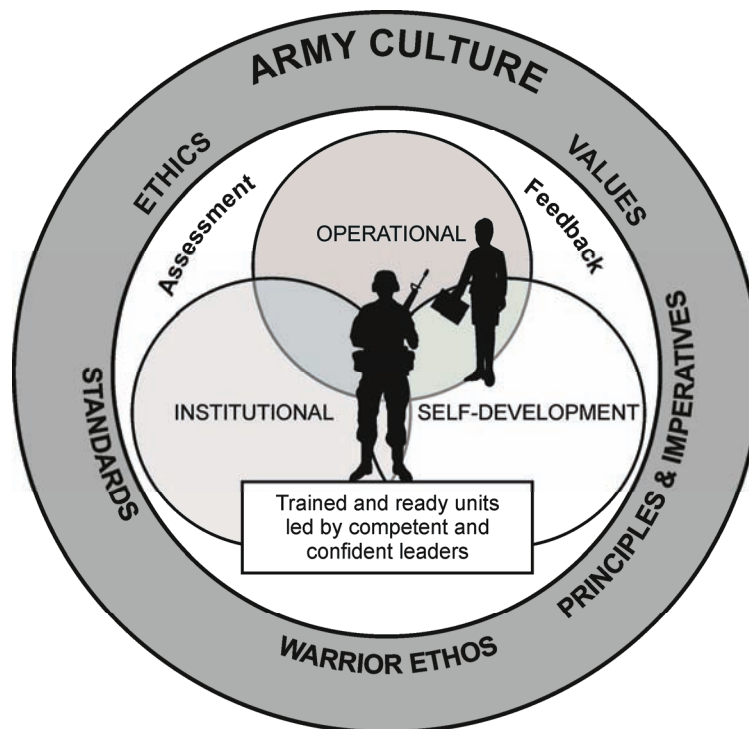 ARMY CULTURE
ETHICS
VALUES
Assessment
Feedback
OPERATIONAL
INSTITUTIONAL
SELF-DEVELOPMENT
STANDARDS
PRINCIPLES & IMPERATIVES
Trained and ready units
led by competent and
confident leaders
WARRIOR ETHOS